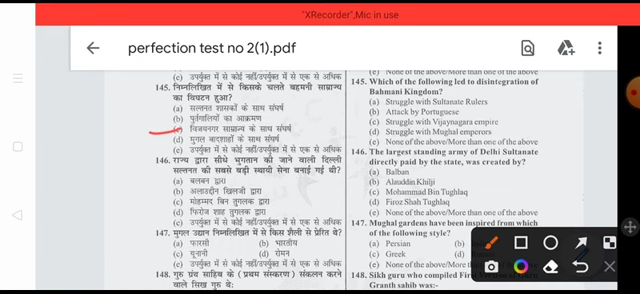 "XRecorder",Mic in use
perfection test no 2(1).pdf
(c) उपर्युक्त में से कोई नहीं/उपर्युक्त में से एक से अधिक
145. निम्नलिखित में से किसके चलते बहमनी साम्राज्य
का विघटन हुआ?
(a) सल्तनत शासकों के साथ संघर्ष
(b) पुर्तगालियों का आक्रमण
(c) विजयनगर साम्राज्य के साथ संघर्ष
(d) मुगल बादशाहों के साथ संघर्ष
(e) उपर्युक्त में से कोई नहीं/उपर्युक्त में से एक से अधिक
146. राज्य द्वारा सीधे भुगतान की जाने वाली दिल्ली
सल्तनत की सबसे बड़ी स्थायी सेना बनाई गई थी?
(a) बलबन द्वारा
(b) अलाउद्दीन खिलजी द्वारा
(c) मोहम्मद बिन तुगलक द्वारा
(d) फिरोज शाह तुगलक द्वारा
(c) उपर्युक्त में से कोई नहीं/उपर्युक्त में से एक से अधिक
147. मुगल उद्यान निम्नलिखित में से किस शैली से प्रेरित थे?
(a) फारसी (b) भारतीय
(c) यूनानी (d) रोमन
(c) उपर्युक्त में से कोई नहीं/उपर्युक्त में से एक से अधिक
148. गुरु ग्रंथ साहिब के (प्रथम संस्करण) संकलन करने
वाले सिख गुरु थे:
(e) None of the above/More than one of the above
145. Which of the following led to disintegration of
Bahmani Kingdom?
(a) Struggle with Sultanate Rulers
(b) Attack by Portuguese
(c) Struggle with Vijaynagara empire
(d) Struggle with Mughal emperors
(e) None of the above/More than one of the above
146. The largest standing army of Delhi Sultanate
directly paid by the state, was created by?
(a) Balban
(b) Alauddin Khilji
(c) Mohammad Bin Tughlaq
(d) Firoz Shah Tughlaq
(e) None of the above/More than one of the above
147. Mughal gardens have been inspired from which
of the following style?
(a) Persian (b)
(c) Greek (d)
(e) None of the above/More
148. Sikh guru who compiled First
Granth sahib was:-